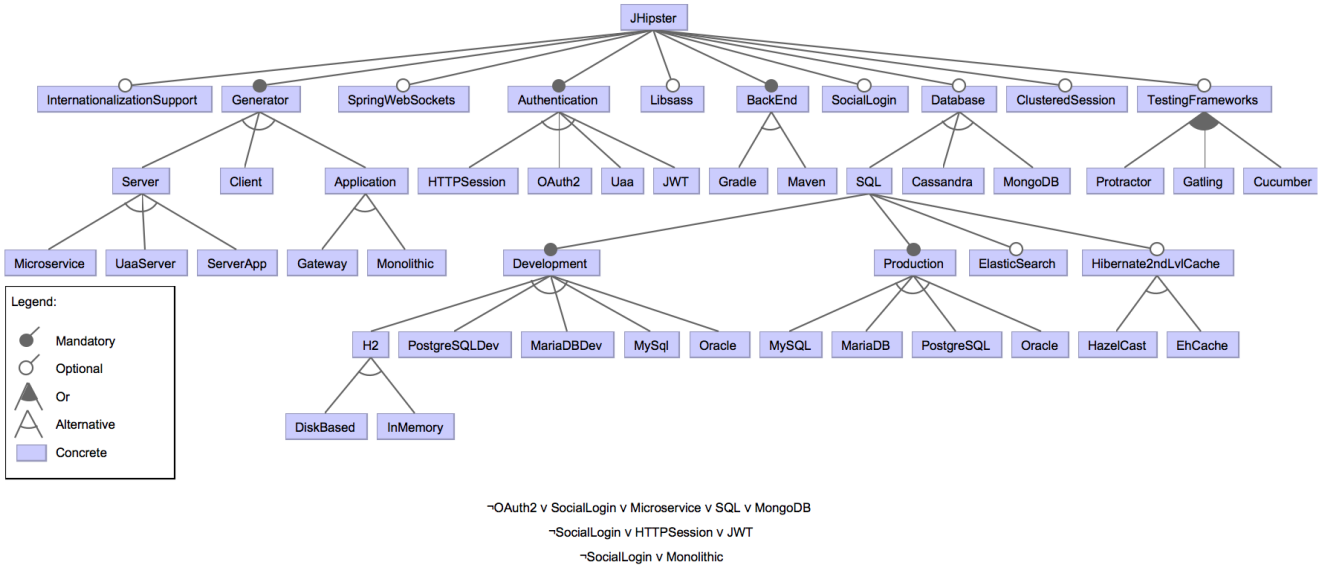 JHipster
InternationalizationSupport Generator SpringWebSockets Authentication Libsass BackEnd SocialLogin Database ClusteredSession TestingFrameworks
Server Client Application HTTPSession OAuth2 Uaa JWT Gradle Maven SQL Cassandra MongoDB Protractor Gatling Cucumber
Microservice UaaServer ServerApp Gateway Monolithic Development Production ElasticSearch Hibernate2ndLvlCache
Legend:
Mandatory
Optional
Or
Alternative
Concrete
H2 PostgreSQLDev MariaDBDev MySql Oracle MySQL MariaDB PostgreSQL Oracle HazelCast EhCache
DiskBased InMemory
¬OAuth2 ∨ SocialLogin ∨ Microservice ∨ SQL ∨ MongoDB
¬SocialLogin ∨ HTTPSession ∨ JWT
¬SocialLogin ∨ Monolithic